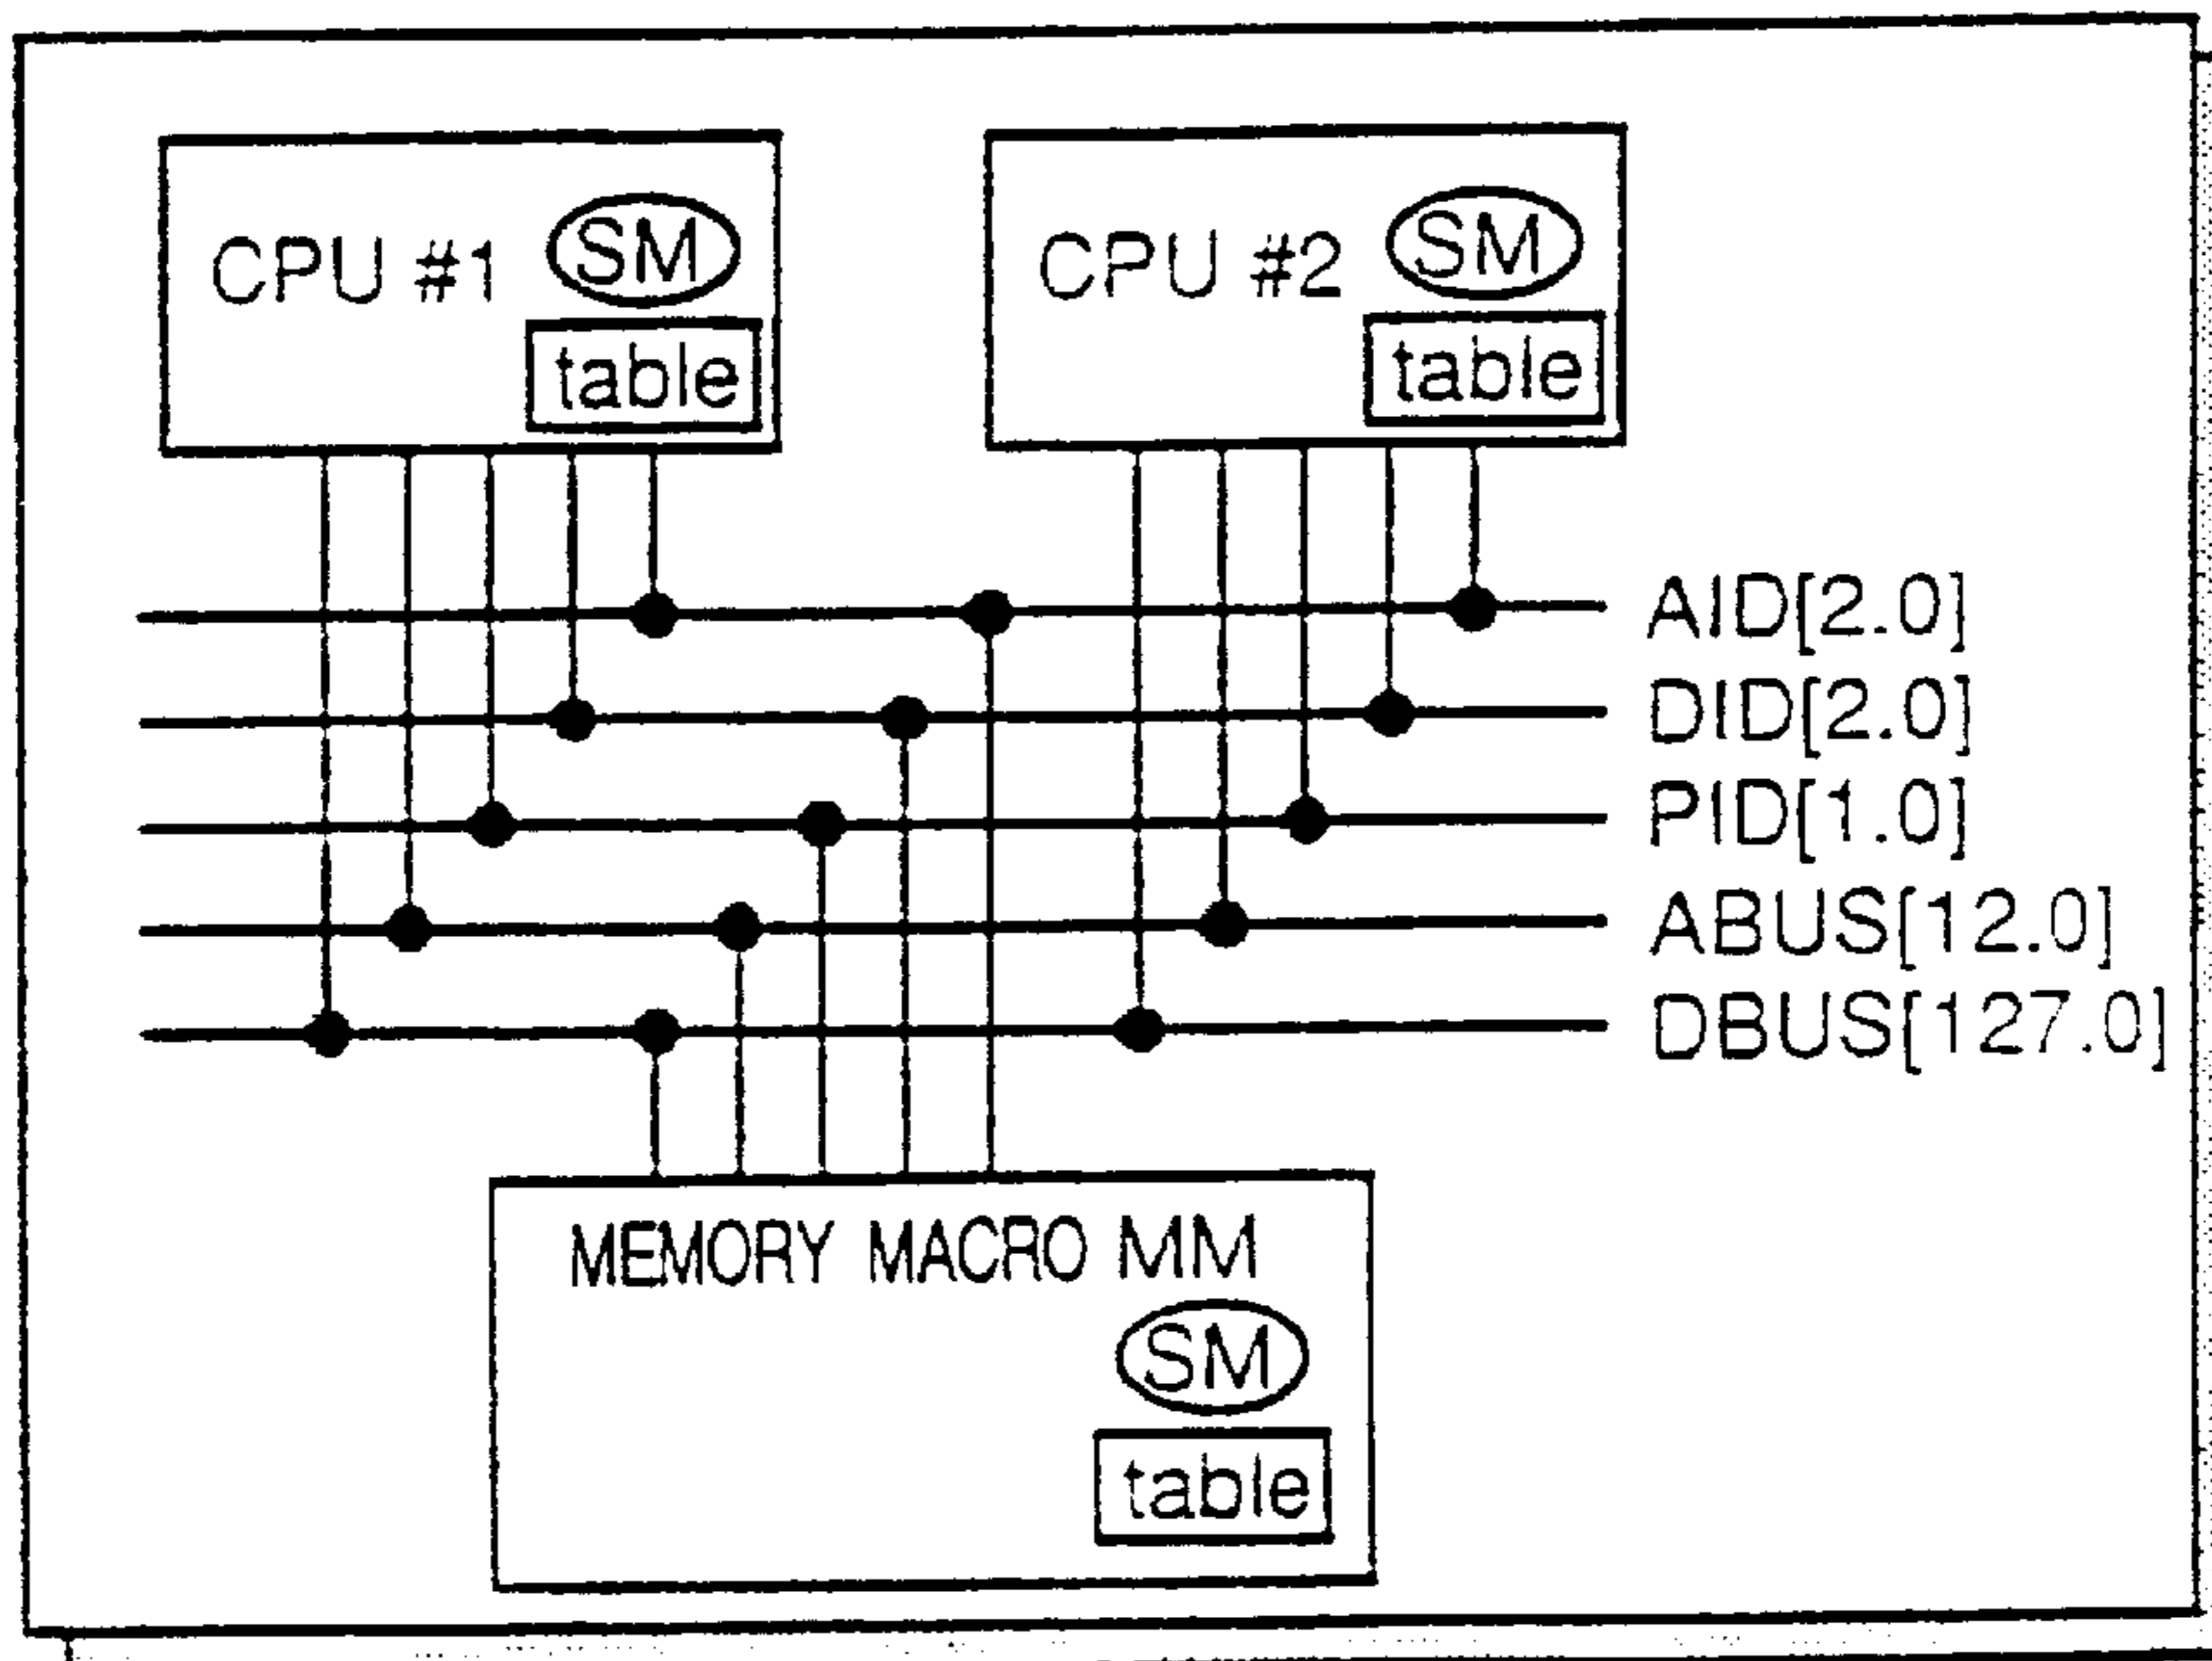 CPU #1 SM
table
CPU #2 SM
table
AID[2.0]
DID[2.0]
PID[1.0]
ABUS[12.0]
DBUS[127.0]
MEMORY MACRO MM
SM
table